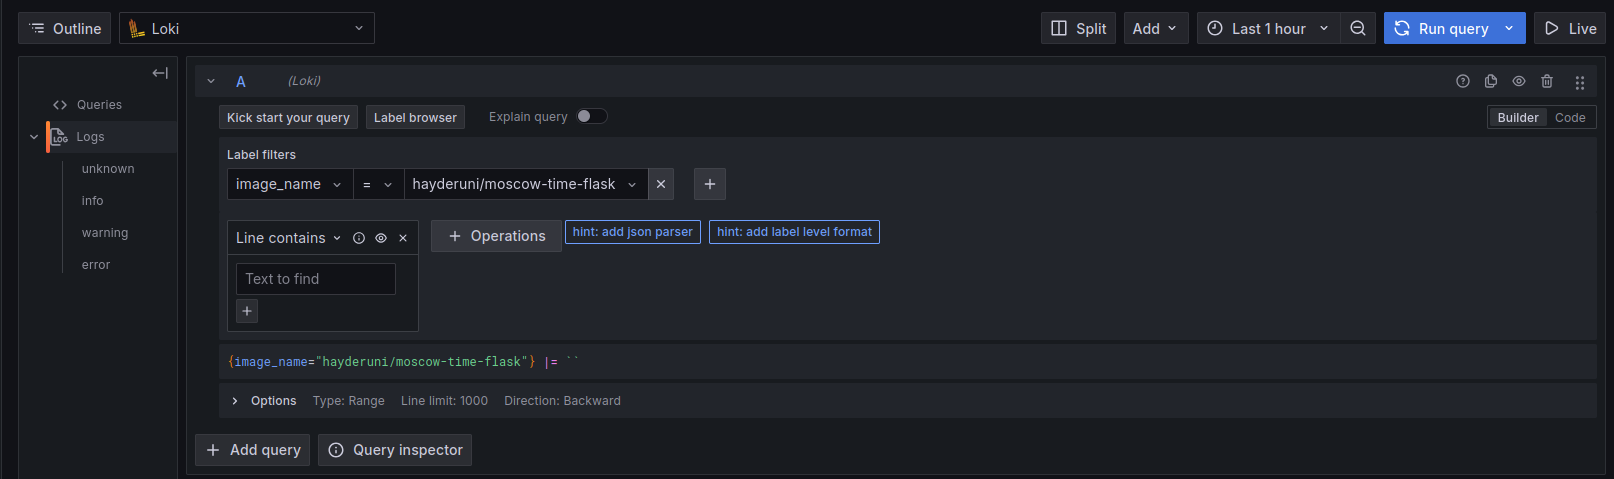 Outline Loki Split Add Last 1 hour Run query Live
Queries
LOG Logs
unknown
info
warning
error
A (Loki)
Kick start your query Label browser Explain query Builder Code
Label filters
image_name = hayderuni/moscow-time-flask
Line contains + Operations hint: add json parser hint: add label level format
Text to find
+
{image_name="hayderuni/moscow-time-flask"} |= ``
Options Type: Range Line limit: 1000 Direction: Backward
+ Add query Query inspector